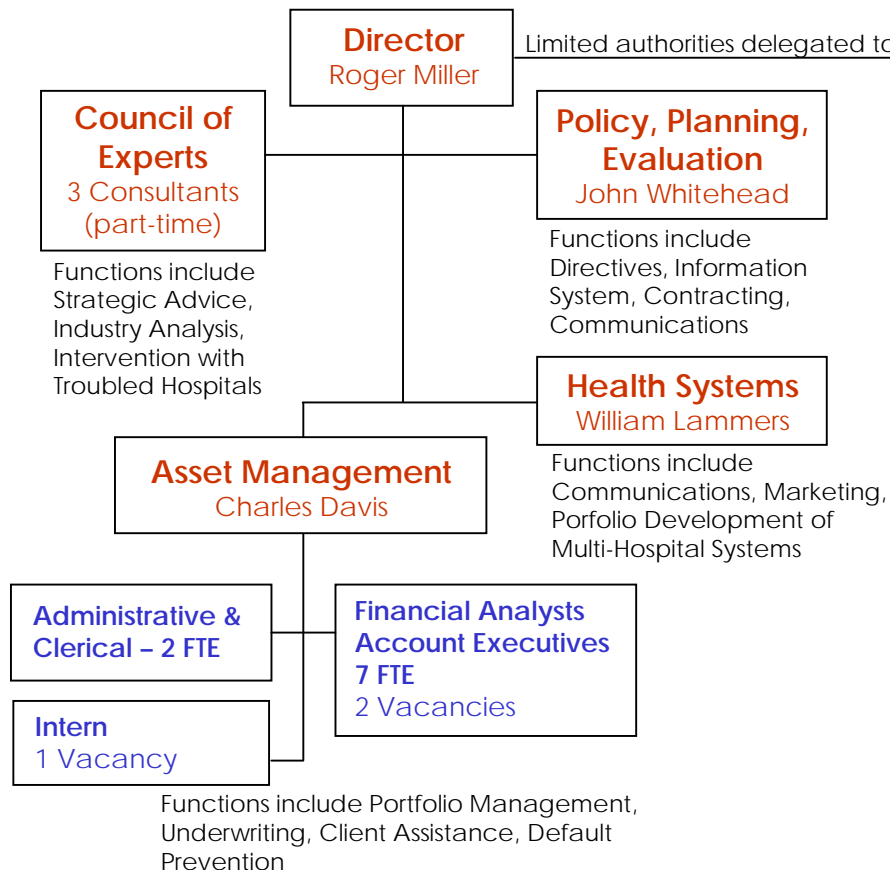 Director
Roger Miller
Limited authorities delegated to
Council of
Experts
3 Consultants
(part-time)
Policy, Planning,
Evaluation
John Whitehead
Functions include
Strategic Advice,
Industry Analysis,
Intervention with
Troubled Hospitals
Functions include
Directives, Information
System, Contracting,
Communications
Health Systems
William Lammers
Functions include
Communications, Marketing,
Porfolio Development of
Multi-Hospital Systems
Asset Management
Charles Davis
Administrative &
Clerical – 2 FTE
Financial Analysts
Account Executives
7 FTE
2 Vacancies
Intern
1 Vacancy
Functions include Portfolio Management,
Underwriting, Client Assistance, Default
Prevention